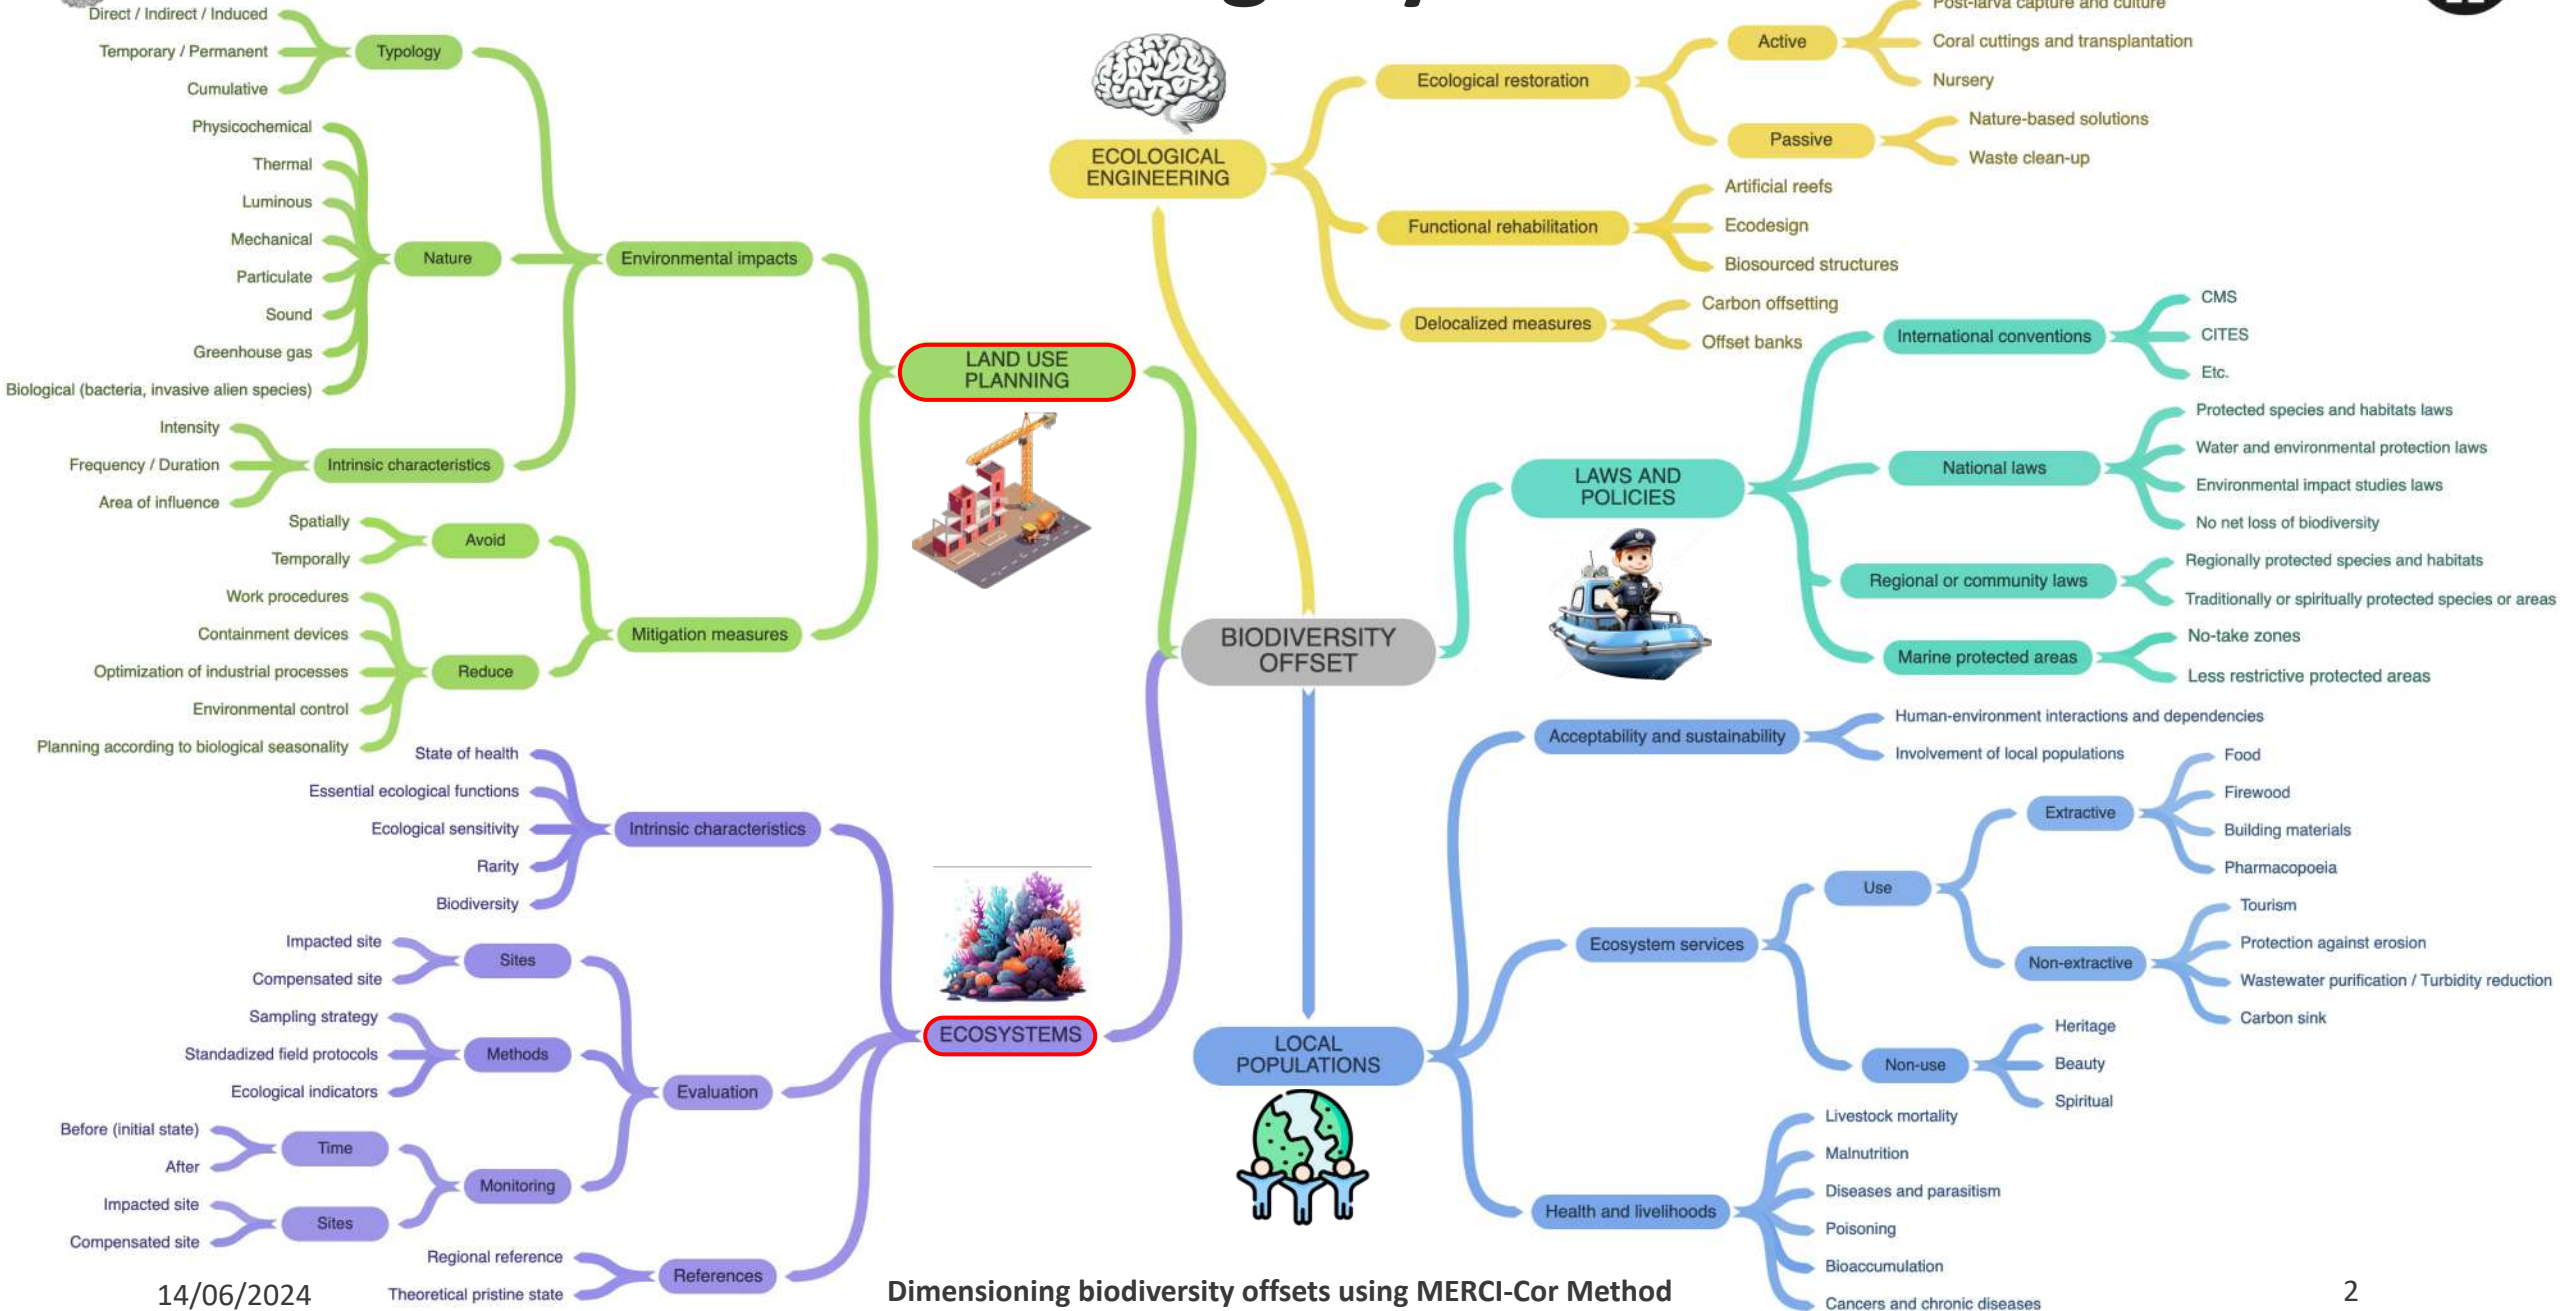 Direct / Indirect / Induced
Temporary / Permanent
Cumulative
Typology
Physicochemical
Thermal
Luminous
Mechanical
Particulate
Sound
Greenhouse gas
Biological (bacteria, invasive alien species)
Nature
Intensity
Frequency / Duration
Area of influence
Intrinsic characteristics
Environmental impacts
Spatially
Temporally
Avoid
Work procedures
Containment devices
Optimization of industrial processes
Environmental control
Planning according to biological seasonality
Reduce
Mitigation measures
LAND USE
PLANNING
State of health
Essential ecological functions
Ecological sensitivity
Rarity
Biodiversity
Intrinsic characteristics
Impacted site
Compensated site
Sites
Sampling strategy
Standadized field protocols
Ecological indicators
Methods
Evaluation
Before (initial state)
After
Time
Impacted site
Compensated site
Sites
Monitoring
Regional reference
Theoretical pristine state
References
ECOSYSTEMS
BIODIVERSITY
OFFSET
ECOLOGICAL
ENGINEERING
Ecological restoration
Active
Post-larva capture and culture
Coral cuttings and transplantation
Nursery
Passive
Nature-based solutions
Waste clean-up
Functional rehabilitation
Artificial reefs
Ecodesign
Biosourced structures
Delocalized measures
Carbon offsetting
Offset banks
LAWS AND
POLICIES
International conventions
CMS
CITES
Etc.
National laws
Protected species and habitats laws
Water and environmental protection laws
Environmental impact studies laws
No net loss of biodiversity
Regional or community laws
Regionally protected species and habitats
Traditionally or spiritually protected species or areas
Marine protected areas
No-take zones
Less restrictive protected areas
LOCAL
POPULATIONS
Acceptability and sustainability
Human-environment interactions and dependencies
Involvement of local populations
Ecosystem services
Use
Extractive
Food
Firewood
Building materials
Pharmacopoeia
Non-extractive
Tourism
Protection against erosion
Wastewater purification / Turbidity reduction
Carbon sink
Non-use
Heritage
Beauty
Spiritual
Health and livelihoods
Livestock mortality
Malnutrition
Diseases and parasitism
Poisoning
Bioaccumulation
Cancers and chronic diseases
14/06/2024
Dimensioning biodiversity offsets using MERCI-Cor Method
2